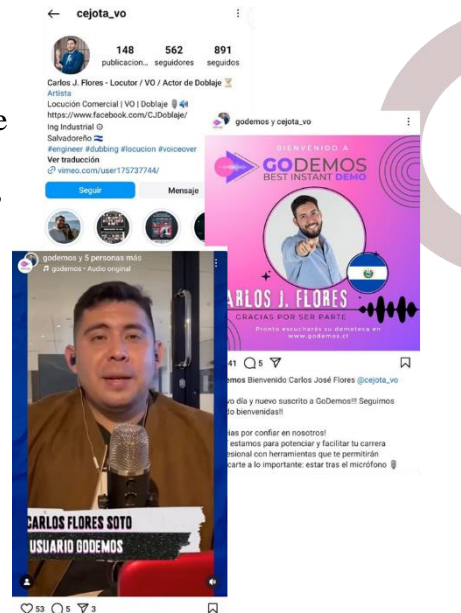 cejota_vo
148 562 891
publicacion... seguidores seguidos
Carlos J. Flores - Locutor / VO / Actor de Doblaje
Artista
Locución Comercial | VO | Doblaje
https://www.facebook.com/CJDoblaje/
Ing Industrial
Salvadoreño
#engineer #dubbing #locucion #voiceover
Ver traducción
vimeo.com/user175737744/
Seguir Mensaje
godemos y cejota_vo
BIENVENIDO A
GODEMOS
BEST INSTANT DEMO
ARLOS J. FLORES
GRACIAS POR SER PARTE
Pronto escucharás su demoteca en
www.godemos.cl
41 5
emos Bienvenido Carlos José Flores @cejota_vo
vo día y nuevo suscrito a GoDemos!!! Seguimos
do bienvenidas!!
ias por confiar en nosotros!
estamos para potenciar y facilitar tu carrera
esional con herramientas que te permitirán
carte a lo importante: estar tras el micrófono
godemos y 5 personas más
godemos • Audio original
CARLOS FLORES SOTO
USUARIO GODEMOS
53 5 3